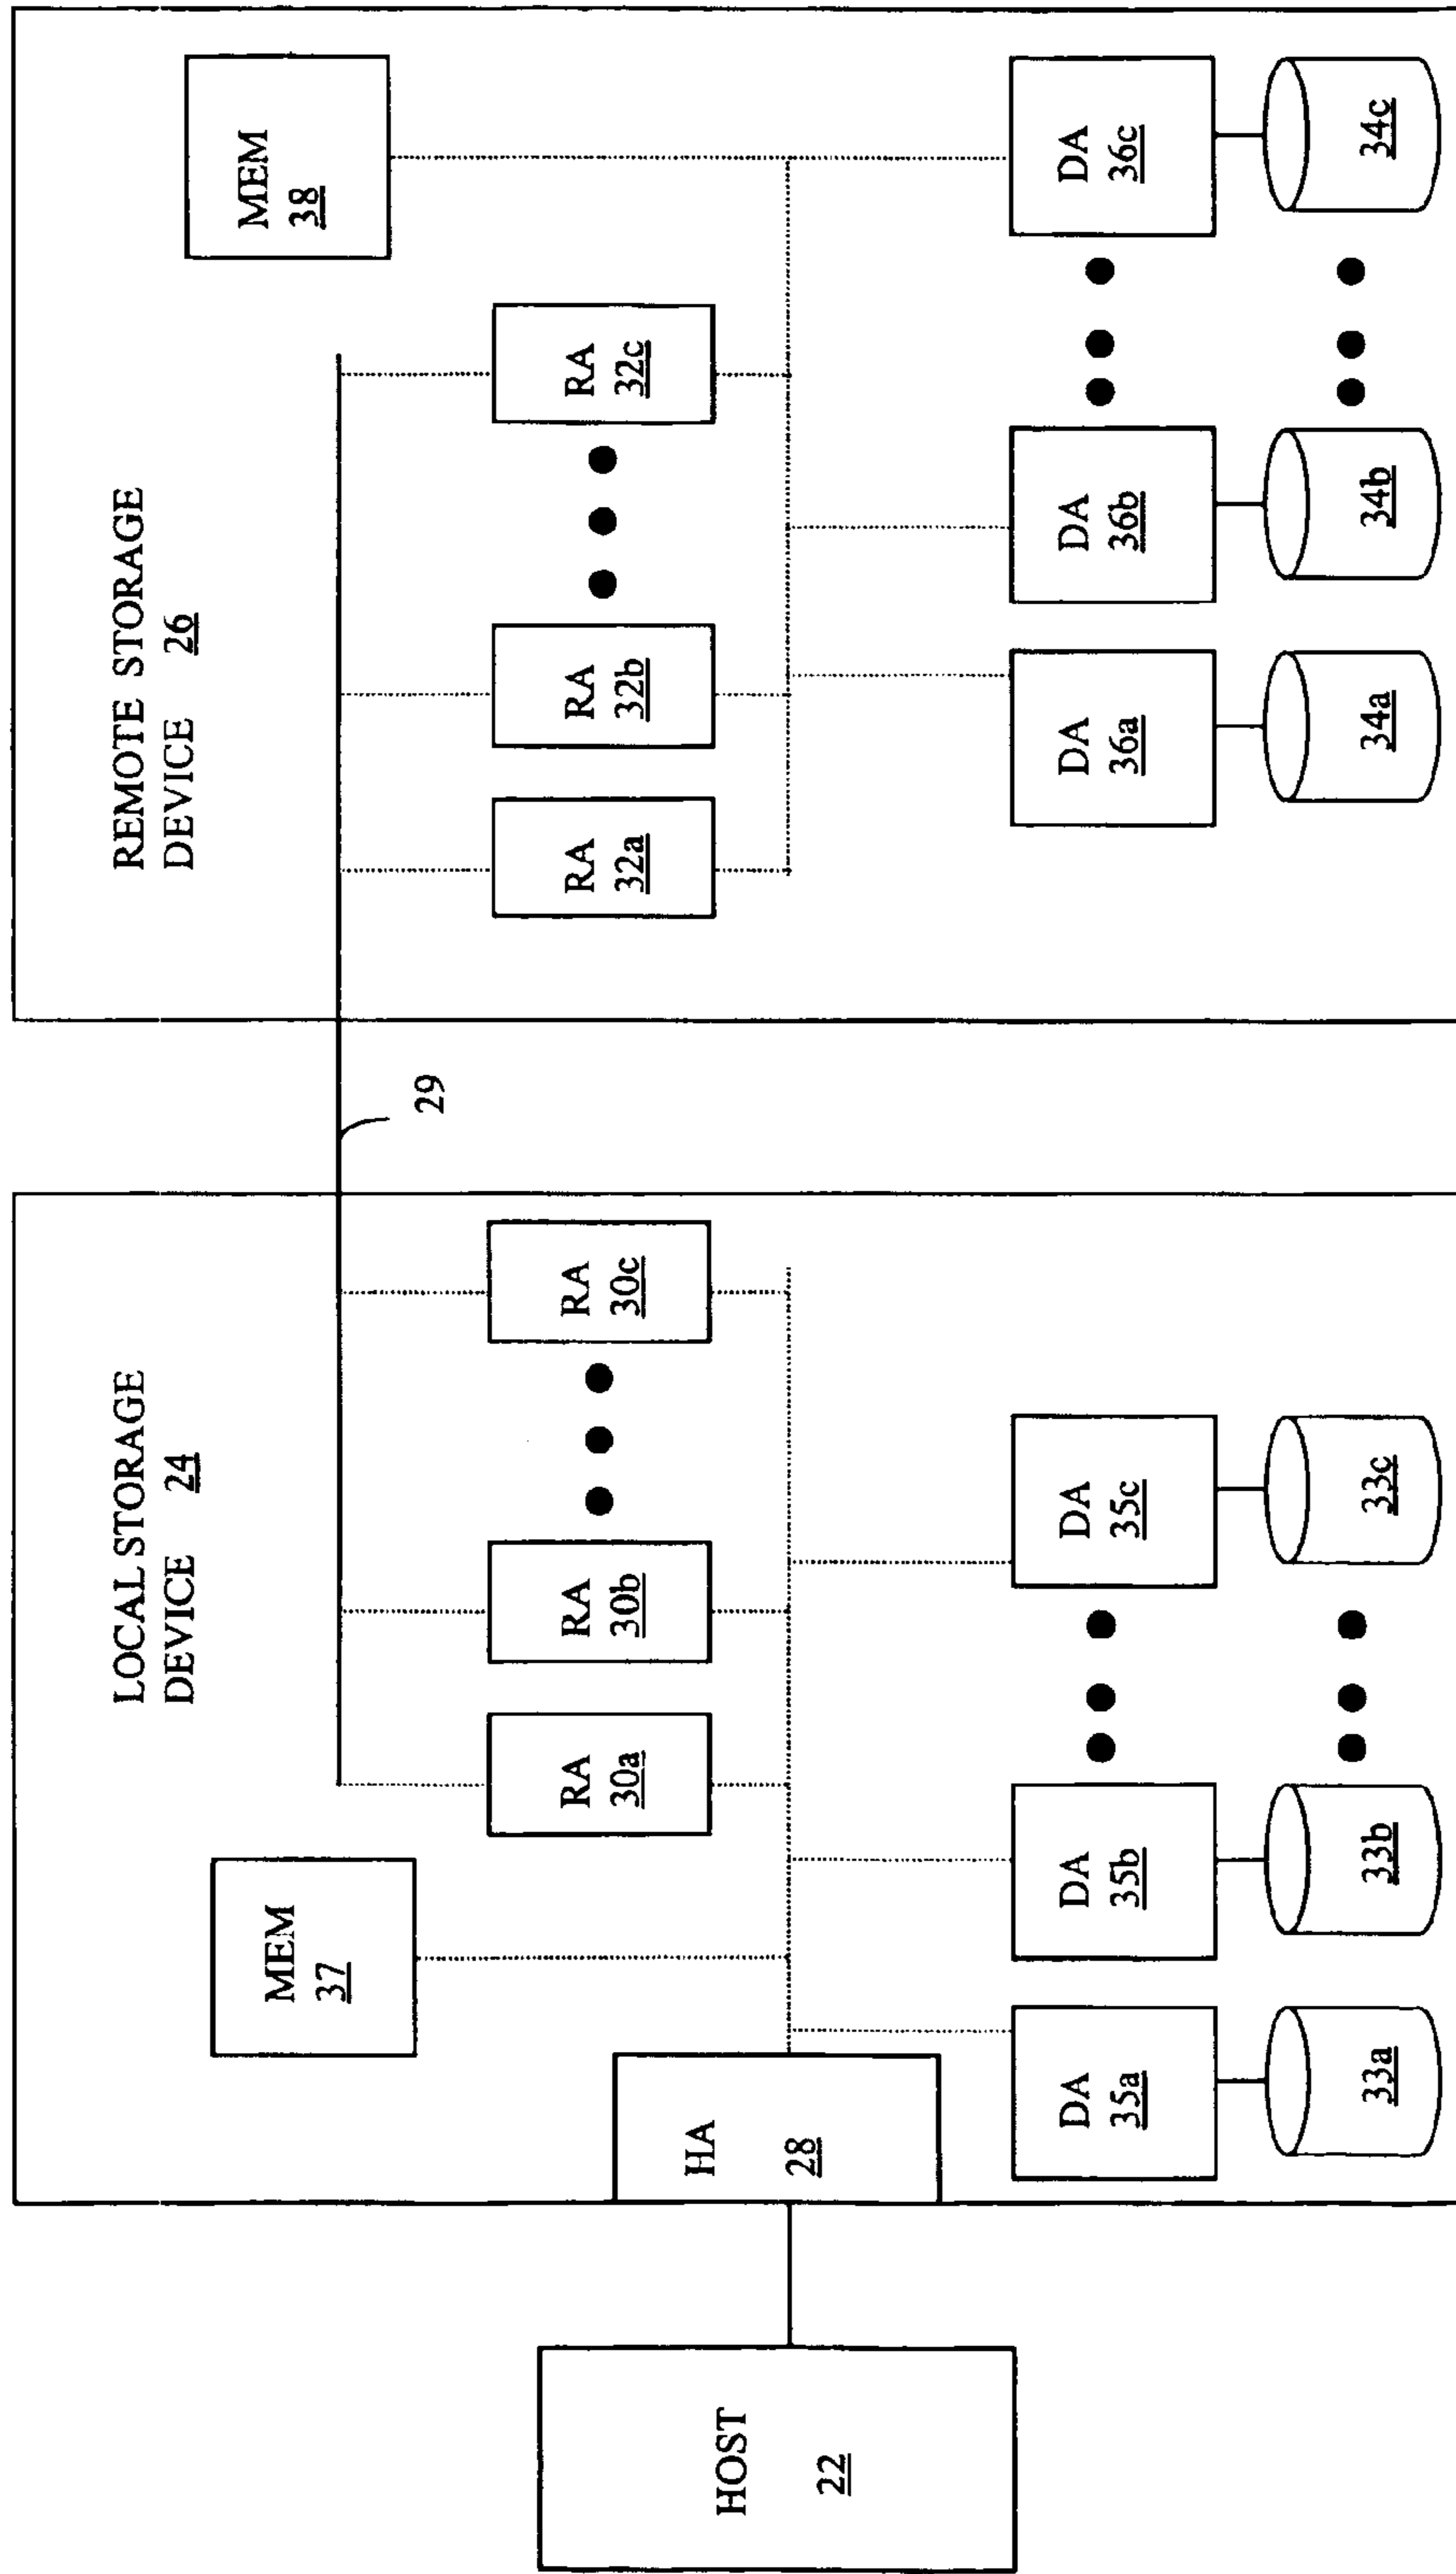 HOST
22
LOCAL STORAGE
DEVICE 24
MEM
37
HA
28
RA
30a
RA
30b
RA
30c
DA
35a
DA
35b
DA
35c
33a
33b
33c
29
REMOTE STORAGE
DEVICE 26
MEM
38
RA
32a
RA
32b
RA
32c
DA
36a
DA
36b
DA
36c
34a
34b
34c